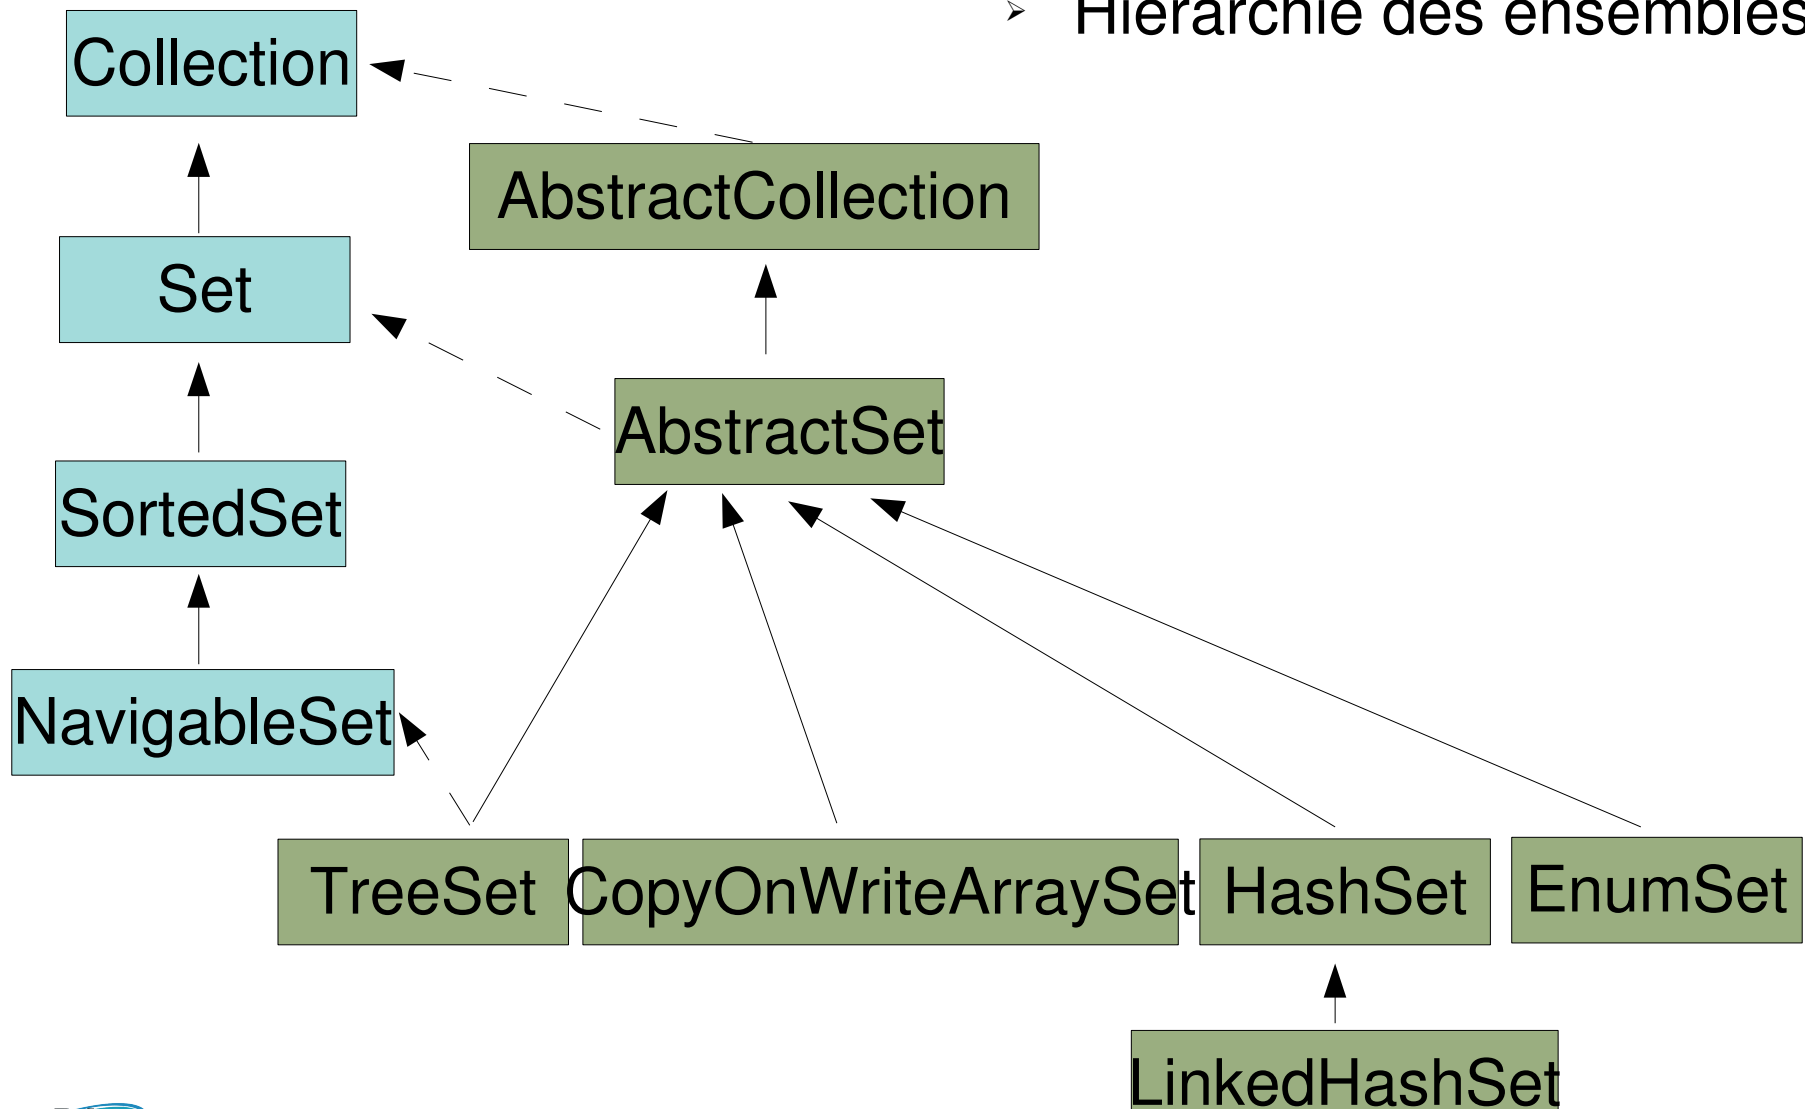 Hiérarchie des ensembles
Collection
AbstractCollection
Set
AbstractSet
SortedSet
NavigableSet
TreeSet
CopyOnWriteArraySet
HashSet
EnumSet
LinkedHashSet